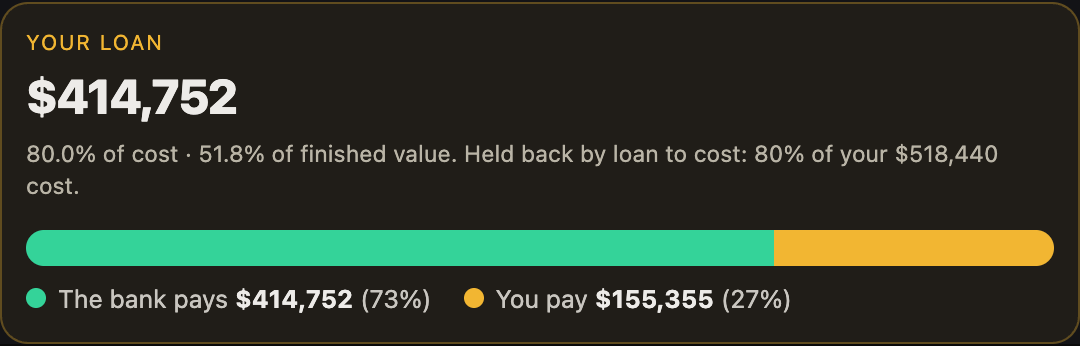 YOUR LOAN
$414,752
80.0% of cost · 51.8% of finished value. Held back by loan to cost: 80% of your $518,440
cost.
The bank pays $414,752 (73%) You pay $155,355 (27%)